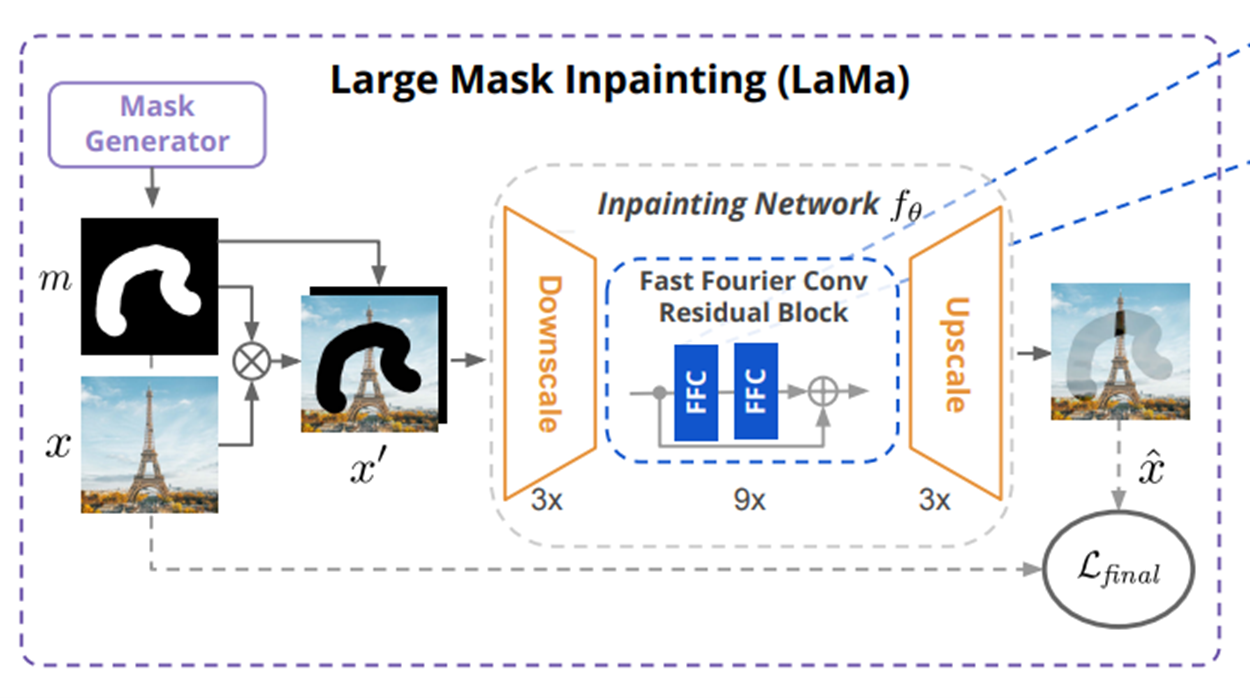 Large Mask Inpainting (LaMa)
Mask
Generator
m
x
x′
Inpainting Network fθ
Downscale
Fast Fourier Conv
Residual Block
FFC
FFC
Upscale
3x
9x
3x
x̂
ℒfinal